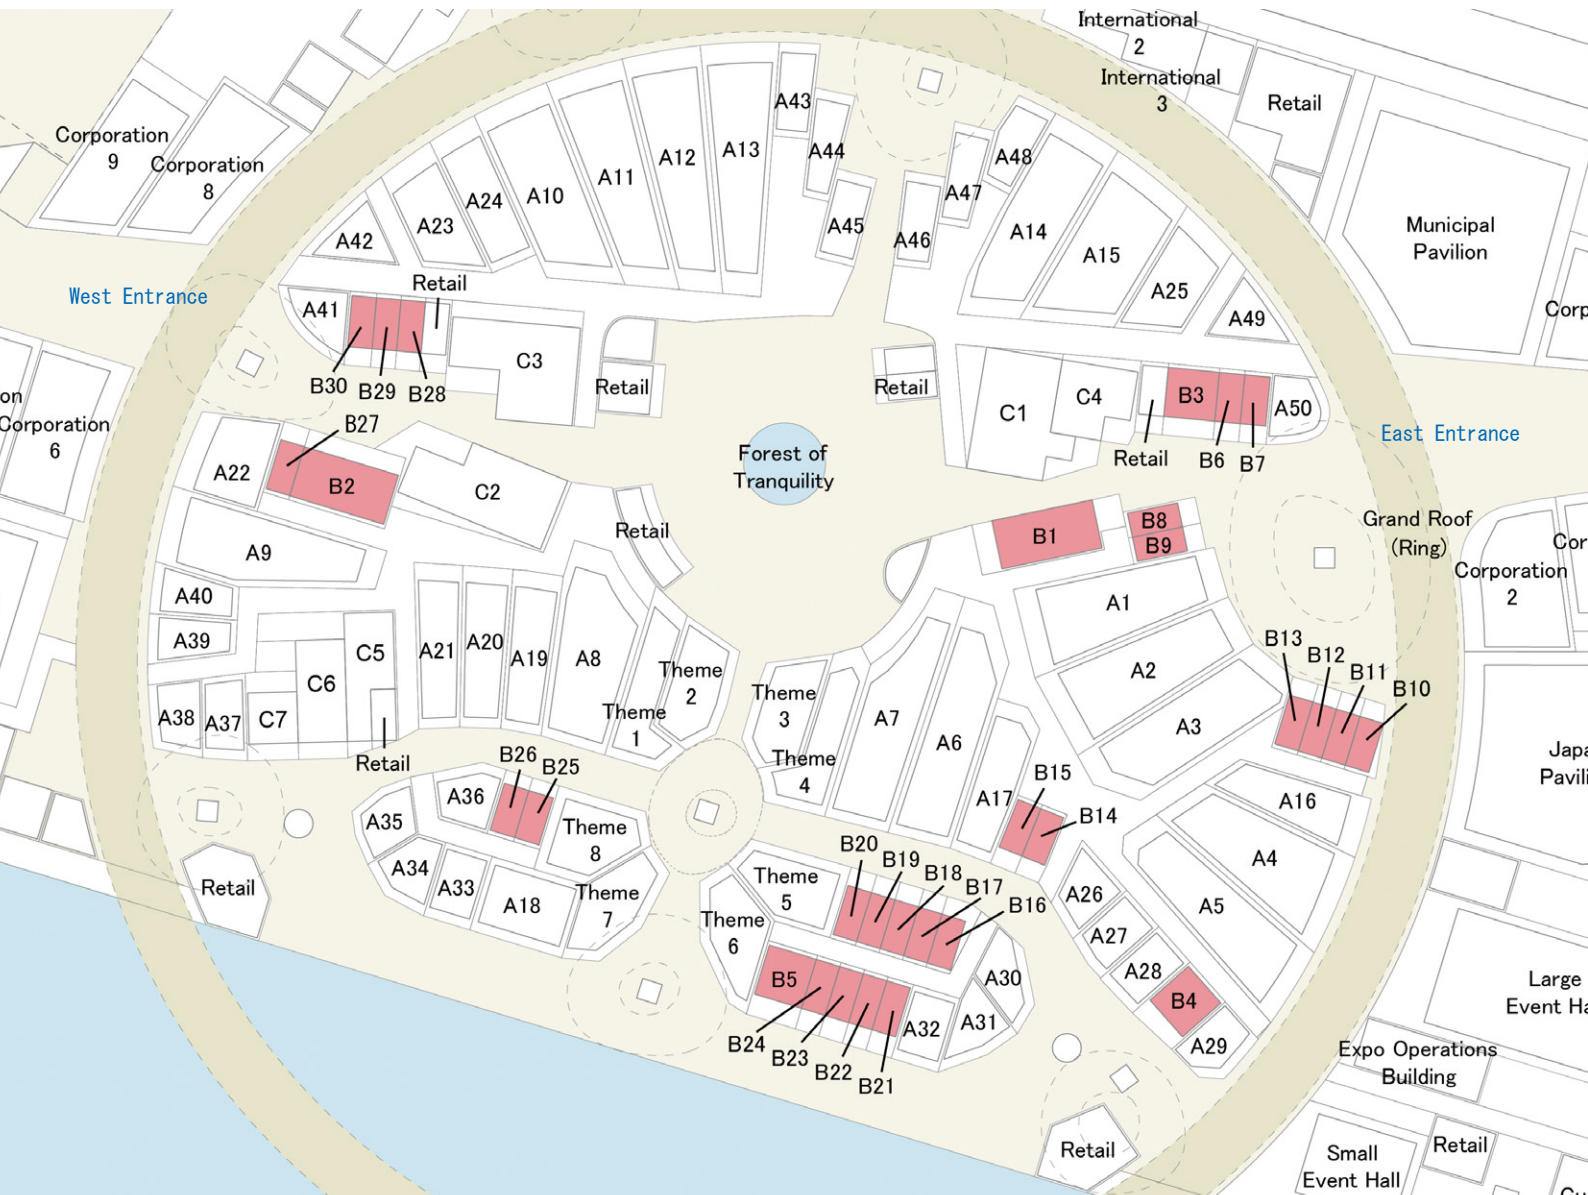 International
2
International
3
Retail
Corporation
9
Corporation
8
A43
A13
A12
A11
A10
A24
A23
A42
A44
A45
A48
A47
A46
A14
A15
A25
A49
Municipal
Pavilion
West Entrance
Retail
A41
C3
B30
B29
B28
Retail
Retail
C4
C1
B3
A50
Retail
B6
B7
East Entrance
Corporation
6
B27
A22
B2
C2
Forest of
Tranquility
Retail
B1
B8
B9
Grand Roof
(Ring)
Corporation
2
A9
A40
A39
A38
A37
C5
C6
C7
Retail
A21
A20
A19
A8
Theme
1
Theme
2
Theme
3
Theme
4
A7
A6
A17
A1
A2
A3
B13
B12
B11
B10
B15
B14
A16
A4
A5
B26
B25
A36
A35
A34
A33
A18
Theme
8
Theme
7
Retail
Theme
5
Theme
6
B20
B19
B18
B17
B16
B5
B24
B23
B22
B21
A32
A31
A30
A26
A27
A28
B4
A29
Large
Expo Operations
Building
Retail
Small
Event Hall
Retail